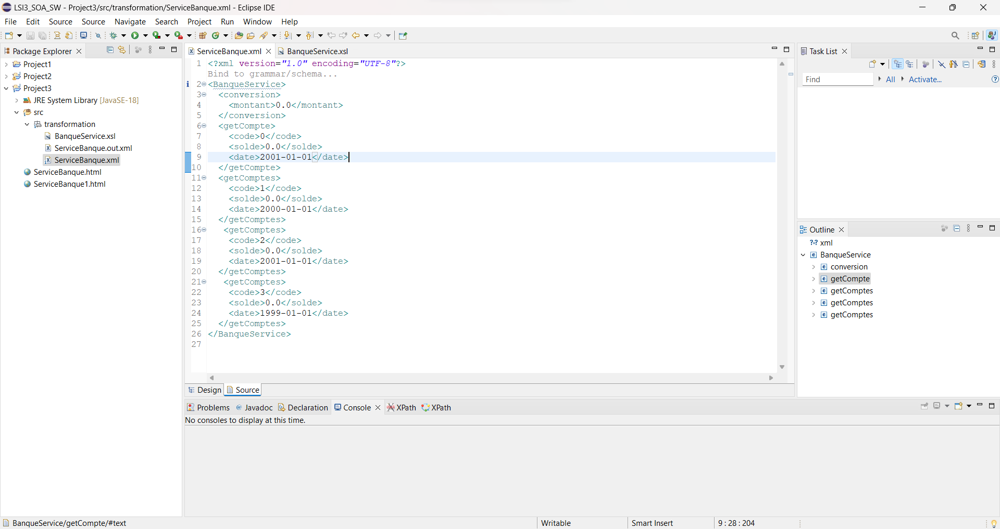 LSI3_SOA_SW - Project3/src/transformation/ServiceBanque.xml - Eclipse IDE
File Edit Source Source Navigate Search Project Run Window Help
Package Explorer
Project1
Project2
Project3
JRE System Library [JavaSE-18]
src
transformation
BanqueService.xsl
ServiceBanque.out.xml
ServiceBanque.xml
ServiceBanque.html
ServiceBanque1.html
ServiceBanque.xml BanqueService.xsl
1 <?xml version="1.0" encoding="UTF-8"?>
Bind to grammar/schema...
2 <BanqueService>
3 <conversion>
4 <montant>0.0</montant>
5 </conversion>
6 <getCompte>
7 <code>0</code>
8 <solde>0.0</solde>
9 <date>2001-01-01</date>
10 </getCompte>
11 <getComptes>
12 <code>1</code>
13 <solde>0.0</solde>
14 <date>2000-01-01</date>
15 </getComptes>
16 <getComptes>
17 <code>2</code>
18 <solde>0.0</solde>
19 <date>2001-01-01</date>
20 </getComptes>
21 <getComptes>
22 <code>3</code>
23 <solde>0.0</solde>
24 <date>1999-01-01</date>
25 </getComptes>
26 </BanqueService>
27
Design Source
Task List
Find All Activate...
Outline
?=? xml
BanqueService
conversion
getCompte
getComptes
getComptes
getComptes
Problems @ Javadoc Declaration Console XPath XPath
No consoles to display at this time.
BanqueService/getCompte/#text Writable Smart Insert 9 : 28 : 204